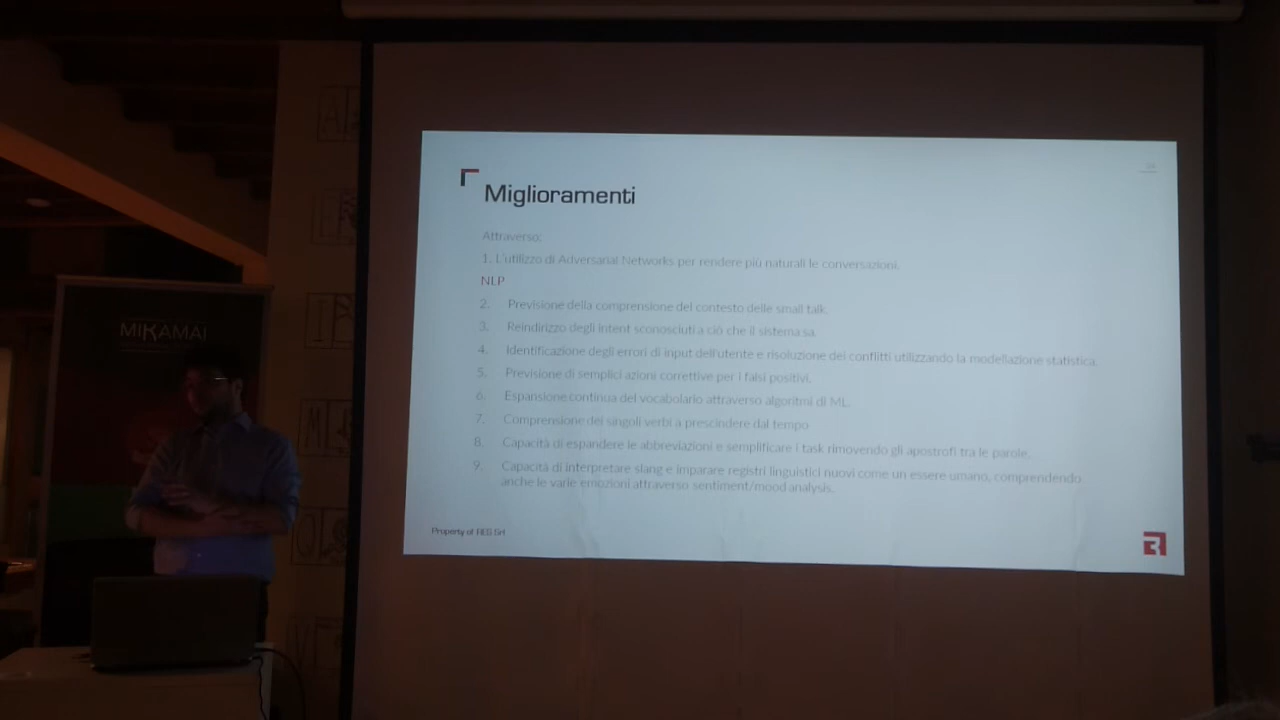 Miglioramenti
Attraverso:
1. L'utilizzo di Adversarial Networks per rendere più naturali le conversazioni.
NLP
2. Previsione della comprensione del contesto delle small talk.
3. Reindirizzo degli intent sconosciuti a ciò che il sistema sa.
4. Identificazione degli errori di input dell'utente e risoluzione dei conflitti utilizzando la modellazione statistica.
5. Previsione di semplici azioni correttive per i falsi positivi.
6. Espansione continua del vocabolario attraverso algoritmi di ML.
7. Comprensione dei singoli verbi a prescindere dal tempo
8. Capacità di espandere le abbreviazioni e semplificare i task rimovendo gli apostrofi tra le parole.
9. Capacità di interpretare slang e imparare registri linguistici nuovi come un essere umano, comprendendo
anche le varie emozioni attraverso sentiment/mood analysis.
Property of RES Srl
MIKAMAI